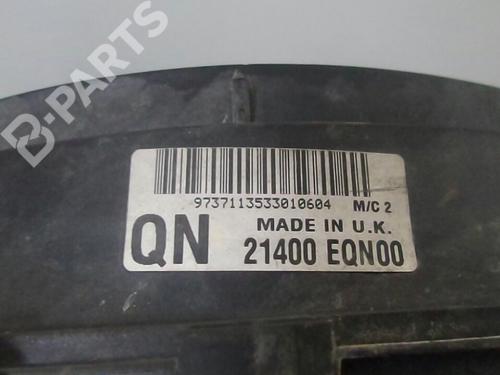 B-PARTS
9737113533010604 M/C 2
QN MADE IN U.K.
21400 EQN00